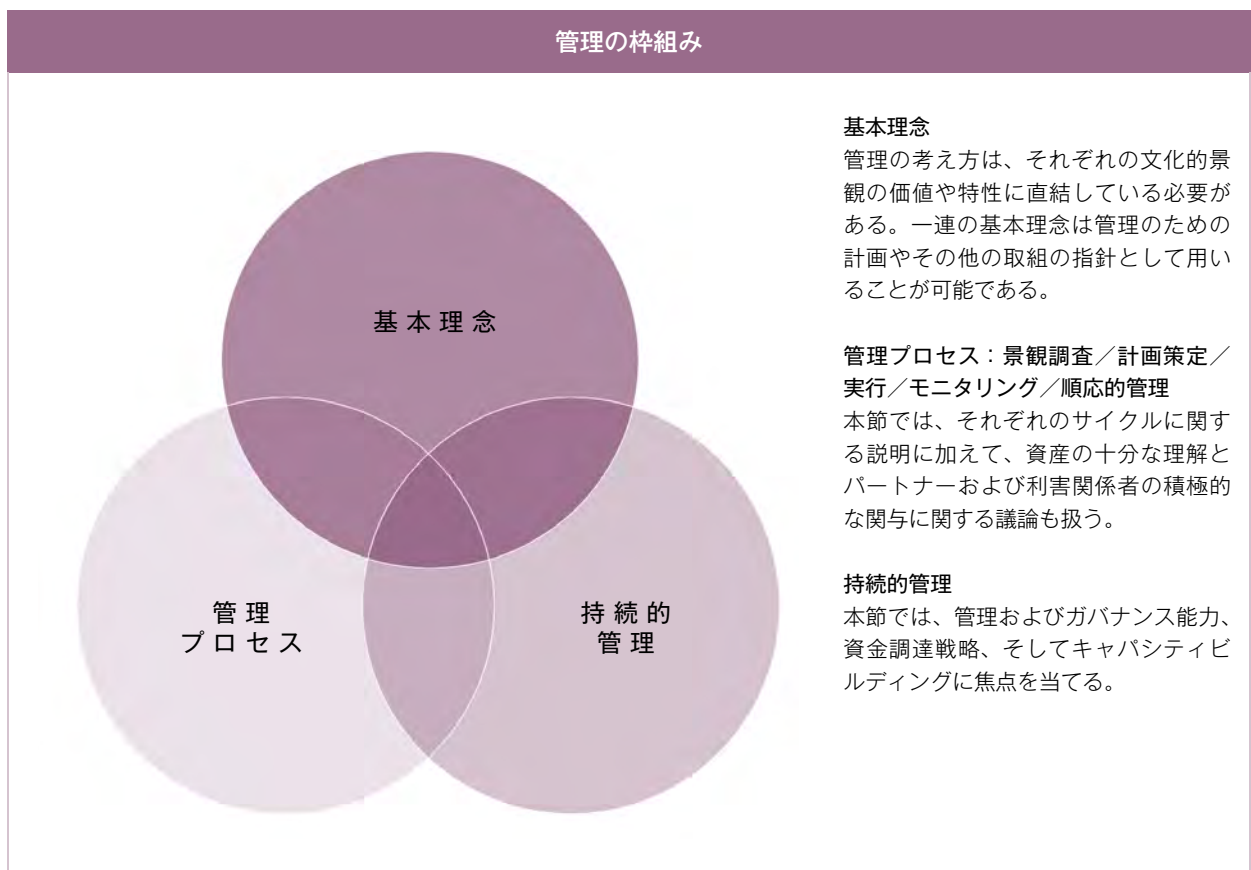 管理の枠組み
基本理念
管理
プロセス
持続的
管理
基本理念
管理の考え方は、それぞれの文化的景
観の価値や特性に直結している必要が
ある。一連の基本理念は管理のための
計画やその他の取組の指針として用い
ることが可能である。
管理プロセス：景観調査／計画策定／
実行／モニタリング／順応的管理
本節では、それぞれのサイクルに関す
る説明に加えて、資産の十分な理解と
パートナーおよび利害関係者の積極的
な関与に関する議論も扱う。
持続的管理
本節では、管理およびガバナンス能力、
資金調達戦略、そしてキャパシティビ
ルディングに焦点を当てる。